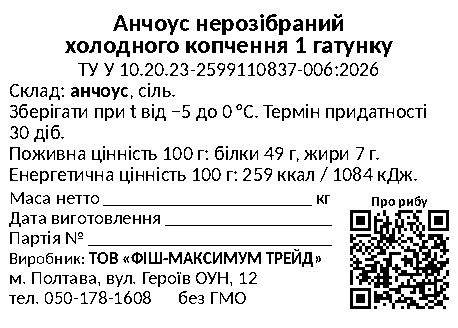 Анчоус нерозібраний
холодного копчення 1 гатунку
ТУ У 10.20.23-2599110837-006:2026
Склад: анчоус, сіль.
Зберігати при t від −5 до 0 °С. Термін придатності
30 діб.
Поживна цінність 100 г: білки 49 г, жири 7 г.
Енергетична цінність 100 г: 259 ккал / 1084 кДж.
Маса нетто ________________________ кг
Дата виготовлення ___________________
Партія № ____________________________
Виробник: ТОВ «ФІШ-МАКСИМУМ ТРЕЙД»
м. Полтава, вул. Героїв ОУН, 12
тел. 050-178-1608 без ГМО
Про рибу